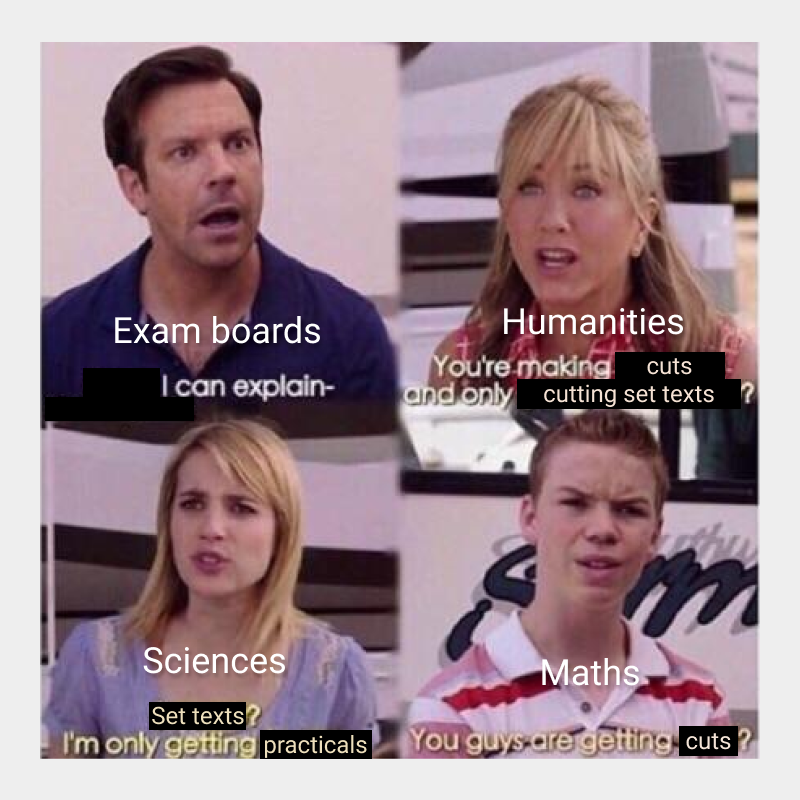 Exam boards
I can explain-
Humanities
You're making cuts
and only cutting set texts?
Sciences
Set texts?
I'm only getting practicals
Maths
You guys are getting cuts?